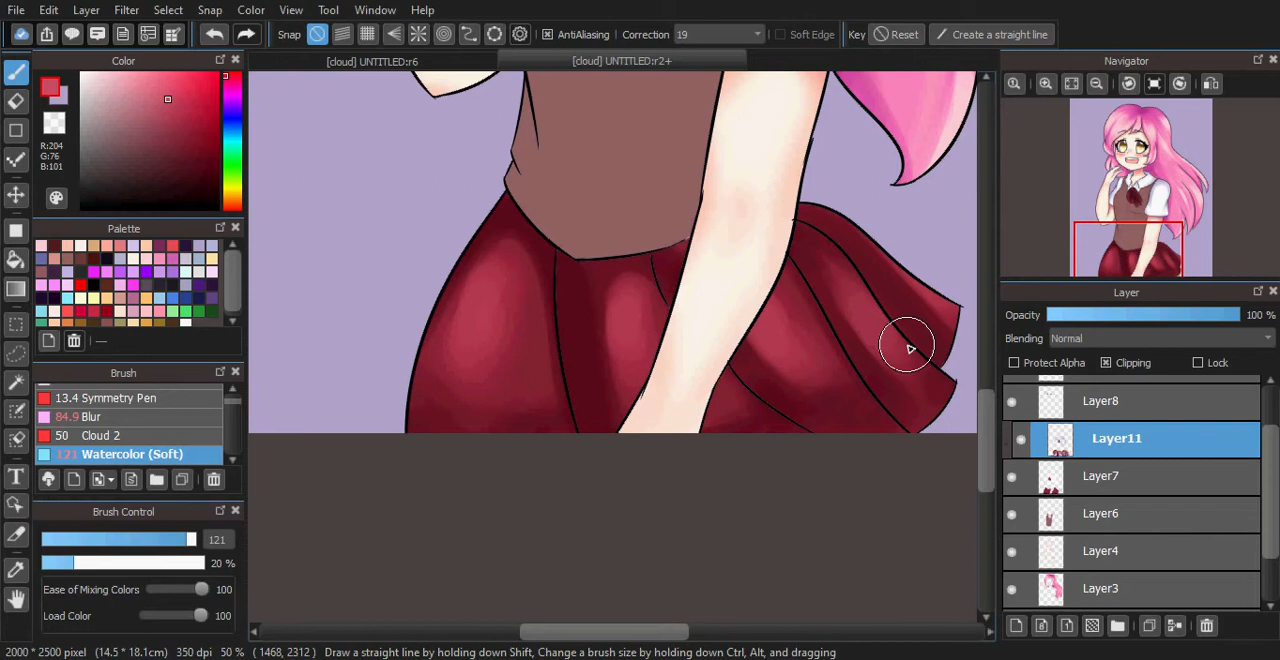 File Edit Layer Filter Select Snap Color View Tool Window Help
Snap AntiAliasing Correction 19 Soft Edge Key Reset Create a straight line
Color
[cloud] UNTITLED:r6
[cloud] UNTITLED:r2+
Navigator
R:204
G:76
B:101
Palette
Layer
Opacity 100 %
Blending Normal
Protect Alpha Clipping Lock
Brush
13.4 Symmetry Pen
84.9 Blur
50 Cloud 2
121 Watercolor (Soft)
Layer8
Layer11
Layer7
Layer6
Layer4
Layer3
Brush Control
121
20 %
Ease of Mixing Colors 100
Load Color 100
2000 * 2500 pixel (14.5 * 18.1cm) 350 dpi 50 % ( 1468, 2312 ) Draw a straight line by holding down Shift, Change a brush size by holding down Ctrl, Alt, and dragging